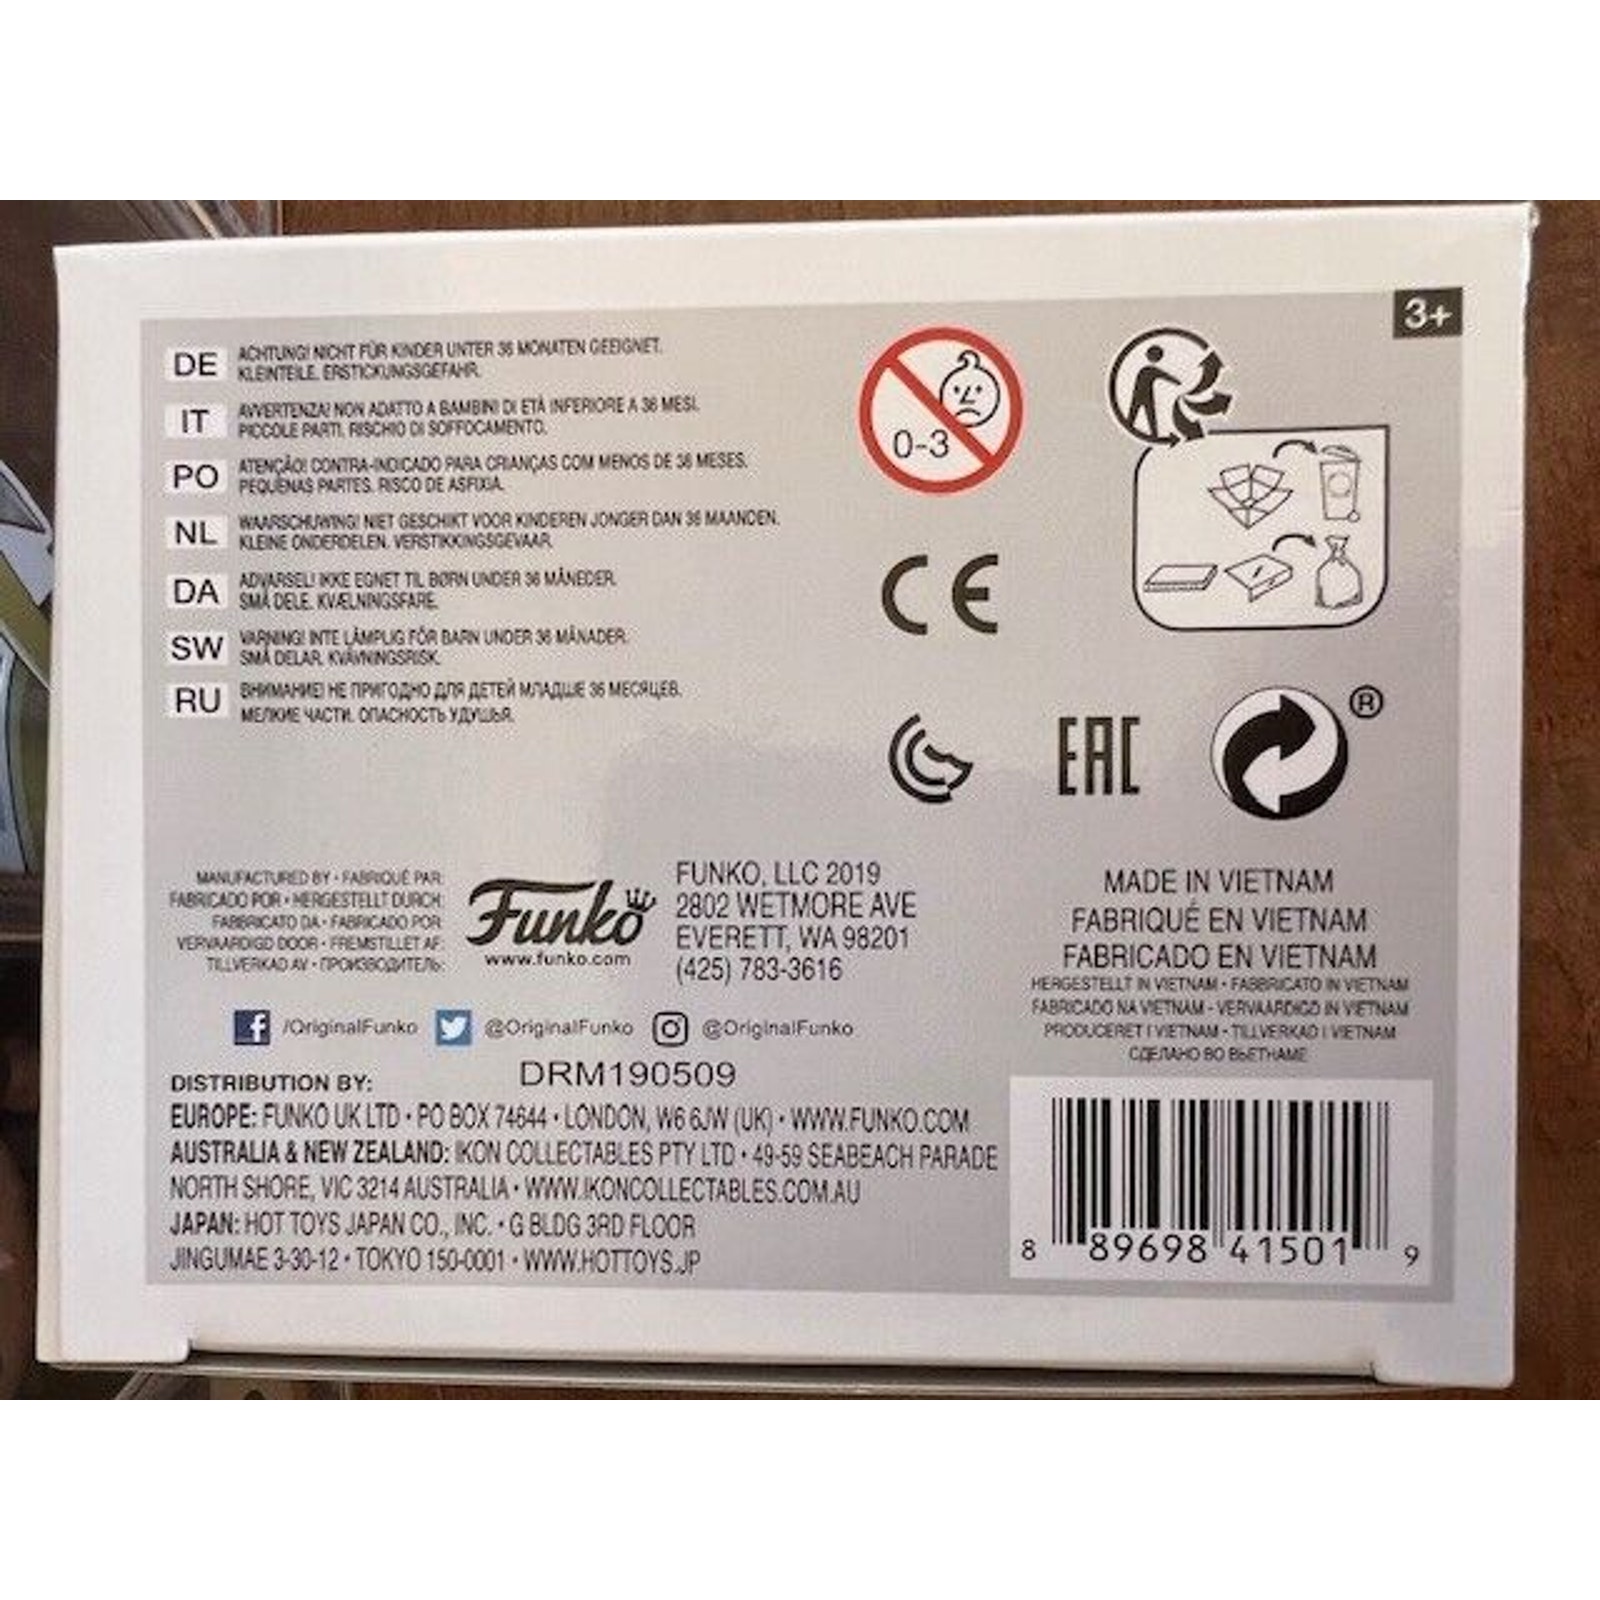 3+
DE
ACHTUNG! NICHT FÜR KINDER UNTER 36 MONATEN GEEIGNET.
KLEINTEILE. ERSTICKUNGSGEFAHR.
IT
AVVERTENZA! NON ADATTO A BAMBINI DI ETÀ INFERIORE A 36 MESI.
PICCOLE PARTI. RISCHIO DI SOFFOCAMENTO.
PO
ATENÇÃO! CONTRA-INDICADO PARA CRIANÇAS COM MENOS DE 36 MESES.
PEQUENAS PARTES. RISCO DE ASFIXIA.
NL
WAARSCHUWING! NIET GESCHIKT VOOR KINDEREN JONGER DAN 36 MAANDEN.
KLEINE ONDERDELEN. VERSTIKKINGSGEVAAR.
DA
ADVARSEL! IKKE EGNET TIL BØRN UNDER 36 MÅNEDER.
SMÅ DELE. KVÆLNINGSFARE.
SW
VARNING! INTE LÄMPLIG FÖR BARN UNDER 36 MÅNADER.
SMÅ DELAR. KVÄVNINGSRISK.
RU
ВНИМАНИЕ! НЕ ПРИГОДНО ДЛЯ ДЕТЕЙ МЛАДШЕ 36 МЕСЯЦЕВ.
МЕЛКИЕ ЧАСТИ. ОПАСНОСТЬ УДУШЬЯ.
0-3
CE
EAC
®
MANUFACTURED BY • FABRIQUÉ PAR:
FABRICADO POR • HERGESTELLT DURCH:
FABBRICATO DA • FABRICADO POR:
VERVAARDIGD DOOR • FREMSTILLET AF:
TILLVERKAD AV • ПРОИЗВОДИТЕЛЬ:
Funko
www.funko.com
FUNKO, LLC 2019
2802 WETMORE AVE
EVERETT, WA 98201
(425) 783-3616
/OriginalFunko @OriginalFunko @OriginalFunko
DRM190509
DISTRIBUTION BY:
EUROPE: FUNKO UK LTD • PO BOX 74644 • LONDON, W6 6JW (UK) • WWW.FUNKO.COM
AUSTRALIA & NEW ZEALAND: IKON COLLECTABLES PTY LTD • 49-59 SEABEACH PARADE
NORTH SHORE, VIC 3214 AUSTRALIA • WWW.IKONCOLLECTABLES.COM.AU
JAPAN: HOT TOYS JAPAN CO., INC. • G BLDG 3RD FLOOR
JINGUMAE 3-30-12 • TOKYO 150-0001 • WWW.HOTTOYS.JP
MADE IN VIETNAM
FABRIQUÉ EN VIETNAM
FABRICADO EN VIETNAM
HERGESTELLT IN VIETNAM • FABBRICATO IN VIETNAM
FABRICADO NA VIETNAM • VERVAARDIGD IN VIETNAM
PRODUCERET I VIETNAM • TILLVERKAD I VIETNAM
СДЕЛАНО ВО ВЬЕТНАМЕ
8 89698 41501 9